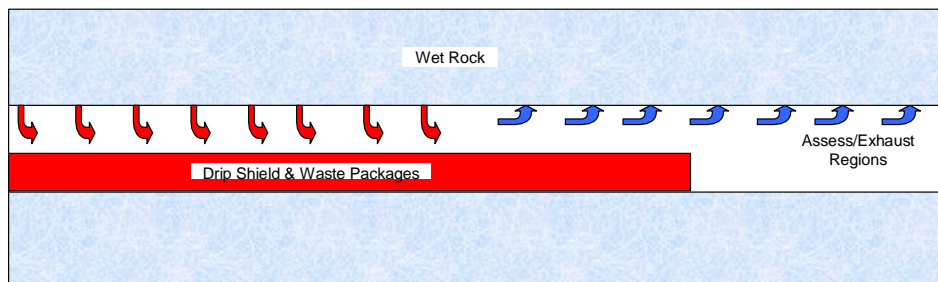 Wet Rock
Assess/Exhaust
Regions
Drip Shield & Waste Packages